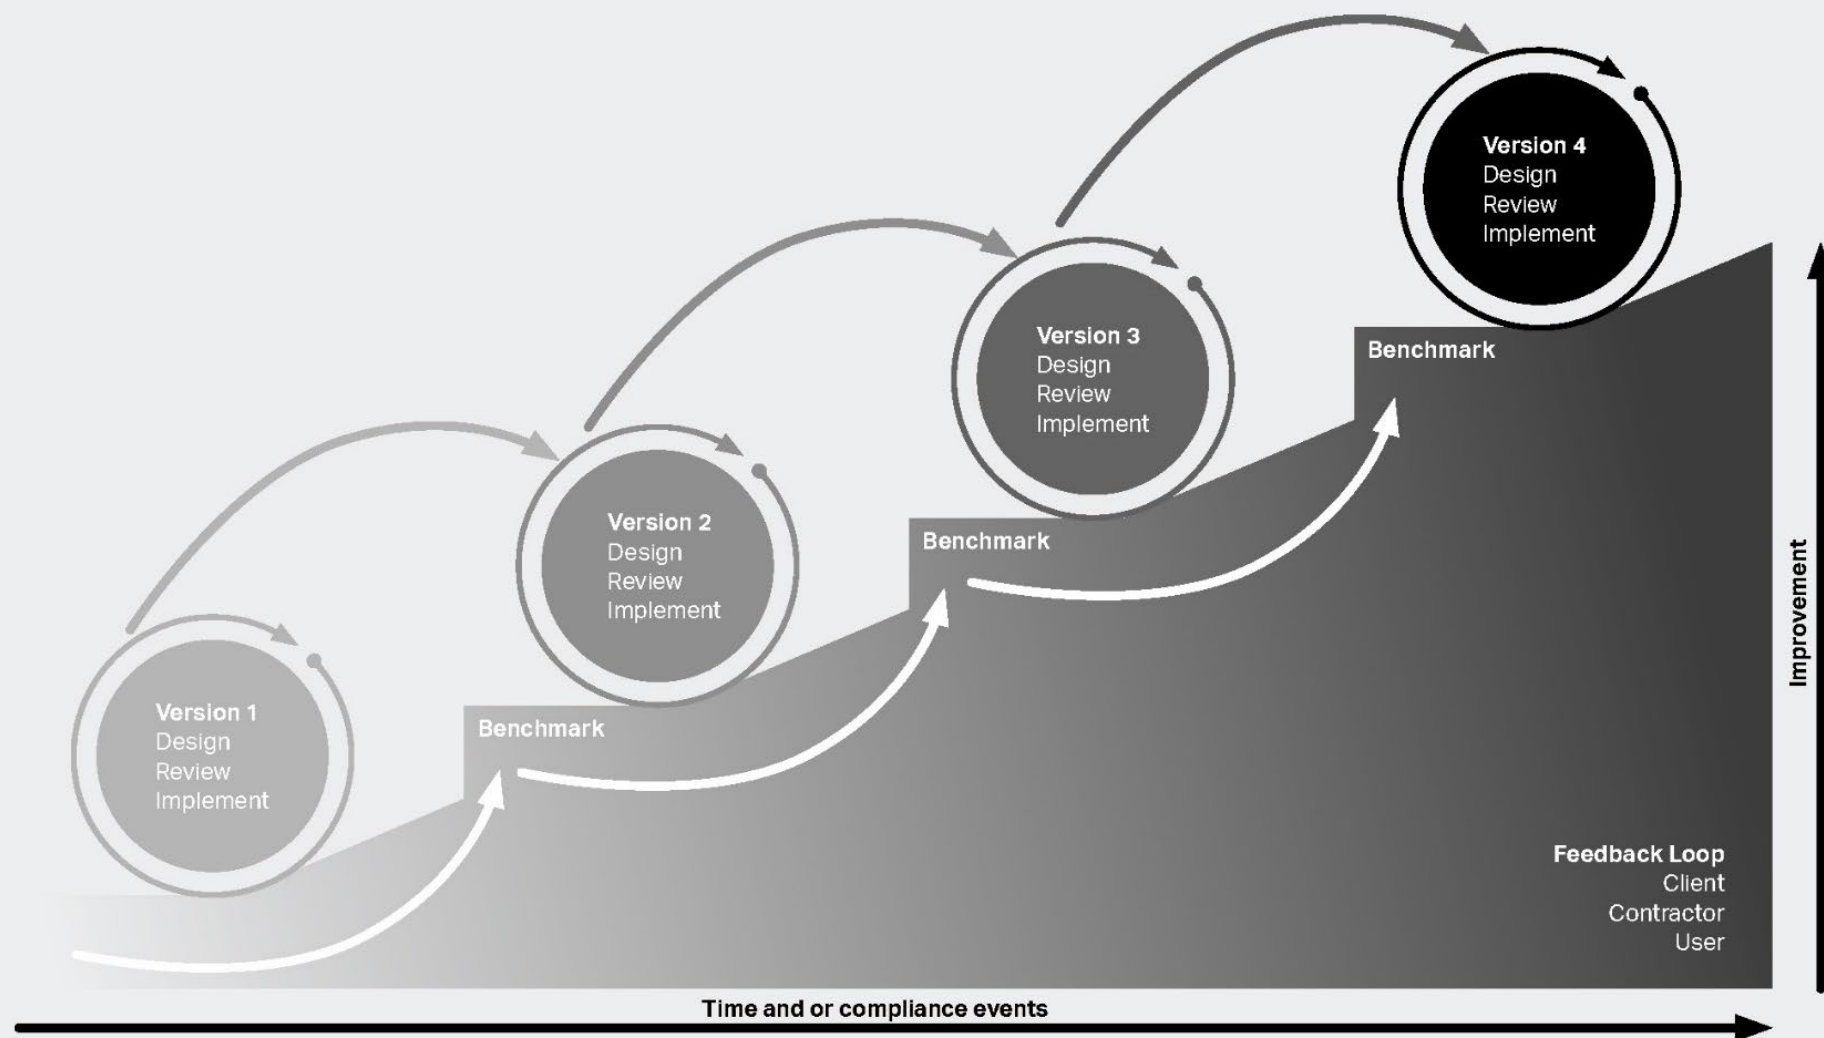 Version 4
Design
Review
Implement
Version 3
Design
Review
Implement
Benchmark
Version 2
Design
Review
Implement
Benchmark
Version 1
Design
Review
Implement
Benchmark
Improvement
Feedback Loop
Client
Contractor
User
Time and or compliance events